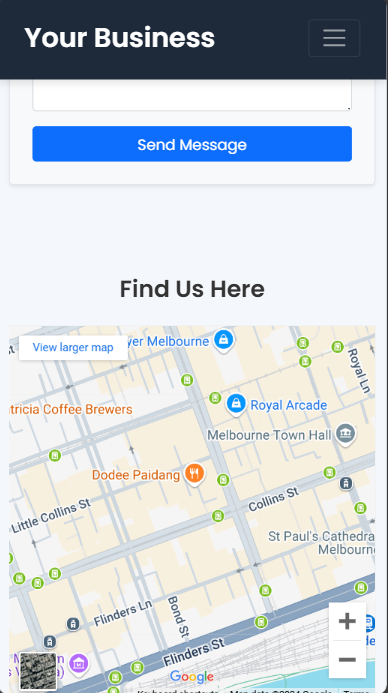 Your Business
Send Message
Find Us Here
View larger map
yer Melbourne
Royal Ln
Royal Arcade
tricia Coffee Brewers
Melbourne Town Hall
Dodee Paidang
Collins St
Little Collins St
St Paul's Cathedra
Melbourn
Flinders Ln
Bond St
Flinders St
Google
Keyboard shortcuts
Map data ©2024 Google
Terms